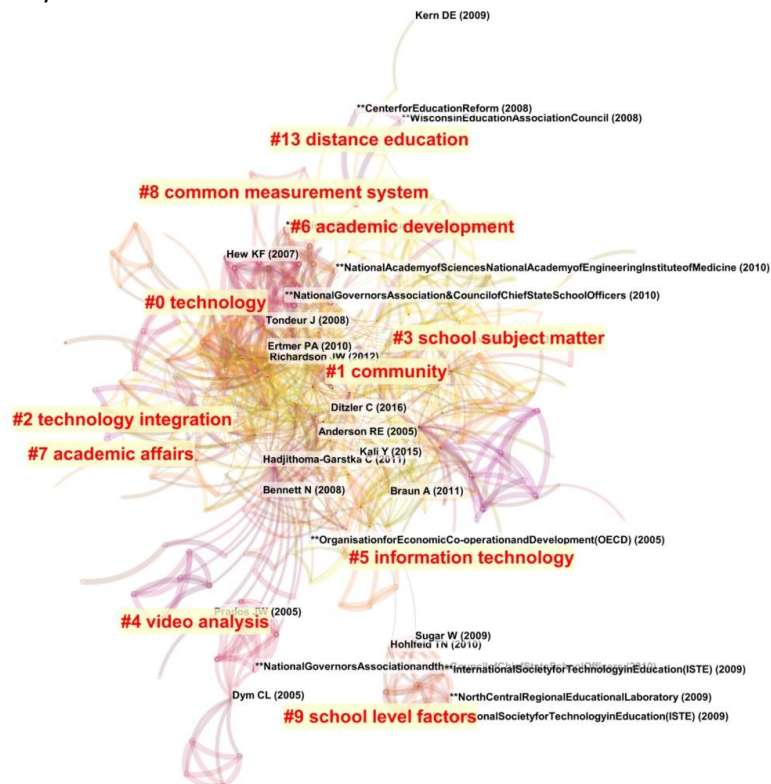 Kern DE (2009)
**CenterforEducationReform (2008)
**WisconsinEducationAssociationCouncil (2008)
#13 distance education
#8 common measurement system
#6 academic development
Hew KF (2007)
**NationalAcademyofSciencesNationalAcademyofEngineeringInstituteofMedicine (2010)
#0 technology
**NationalGovernorsAssociation&CouncilofChiefStateSchoolOfficers (2010)
Tondeur J (2008)
#3 school subject matter
Ertmer PA (2010)
Richardson JW (2012)
#1 community
Ditzler C (2016)
#2 technology integration
Anderson RE (2005)
#7 academic affairs
Kali Y (2015)
Hadjithoma-Garstka C (2011)
Bennett N (2008)
Braun A (2011)
**OrganisationforEconomicCo-operationandDevelopment(OECD) (2005)
#5 information technology
Prados JW (2005)
#4 video analysis
Sugar W (2009)
Hohlfeld TN (2010)
**NationalGovernorsAssociationandth
**InternationalSocietyforTechnologyinEducation(ISTE) (2009)
Dym CL (2005)
**NorthCentralRegionalEducationalLaboratory (2009)
#9 school level factors
onalSocietyforTechnologyinEducation(ISTE) (2009)